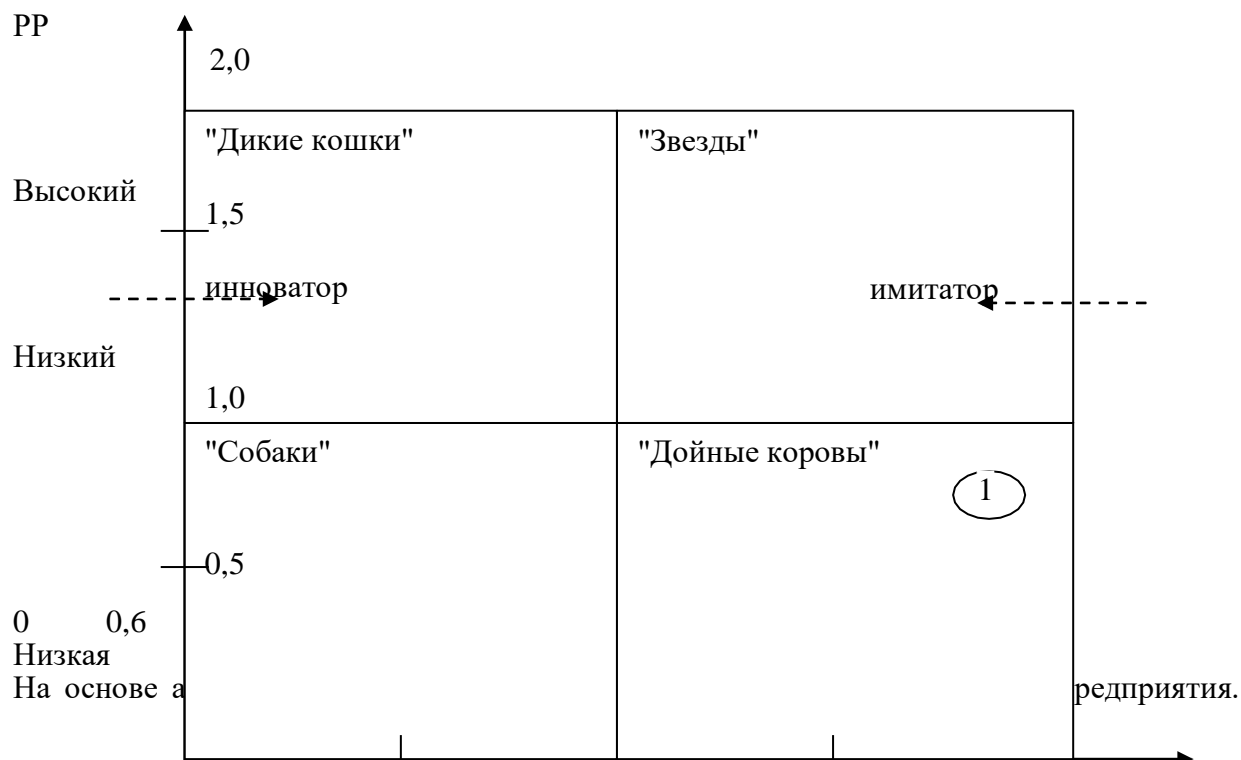 РР
2,0
"Дикие кошки" "Звезды"
Высокий
1,5
инноватор имитатор
Низкий
1,0
"Собаки" "Дойные коровы"
1
0,5
0 0,6
Низкая
На основе а редприятия.